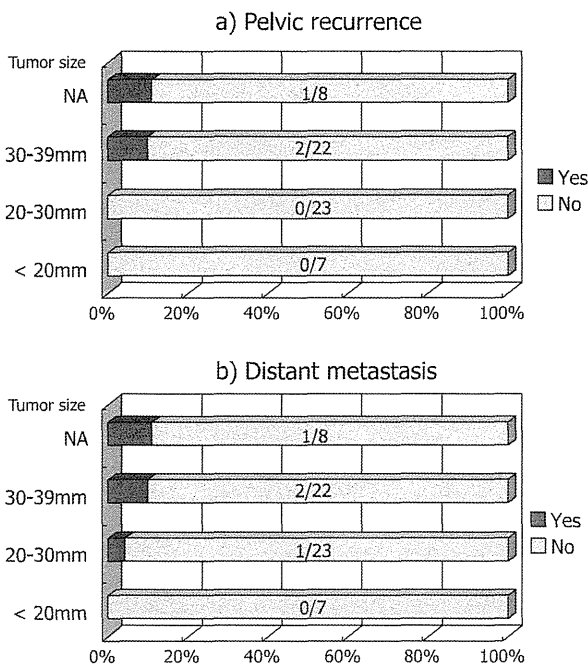 a) Pelvic recurrence
Tumor size
NA
1/8
30-39mm
2/22
20-30mm
0/23
< 20mm
0/7
Yes
No
0% 20% 40% 60% 80% 100%
b) Distant metastasis
Tumor size
NA
1/8
30-39mm
2/22
20-30mm
1/23
< 20mm
0/7
Yes
No
0% 20% 40% 60% 80% 100%